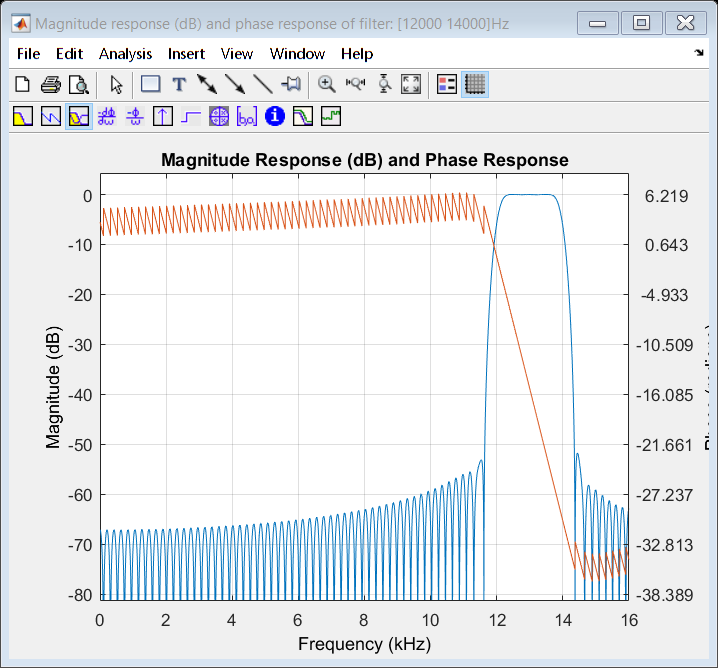 Magnitude response (dB) and phase response of filter: [12000 14000]Hz
File Edit Analysis Insert View Window Help
Magnitude Response (dB) and Phase Response
0 6.219
-10 0.643
-20 -4.933
-30 -10.509
-40 -16.085
-50 -21.661
-60 -27.237
-70 -32.813
-80 -38.389
Magnitude (dB)
0 2 4 6 8 10 12 14 16
Frequency (kHz)